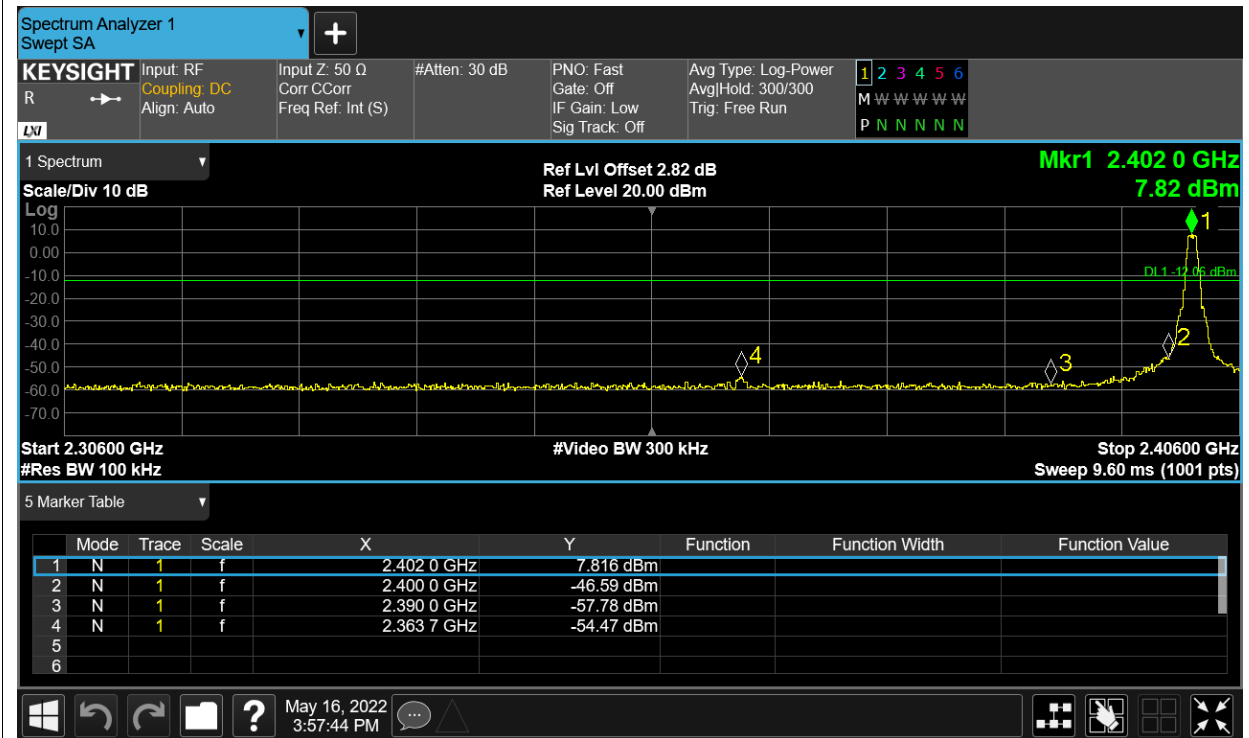 Spectrum Analyzer 1
Swept SA
KEYSIGHT
R
LXI
Input: RF
Coupling: DC
Align: Auto
Input Z: 50 Ω
Corr CCorr
Freq Ref: Int (S)
#Atten: 30 dB
PNO: Fast
Gate: Off
IF Gain: Low
Sig Track: Off
Avg Type: Log-Power
Avg|Hold: 300/300
Trig: Free Run
1 2 3 4 5 6
M W W W W W
P N N N N N
1 Spectrum
Scale/Div 10 dB
Ref Lvl Offset 2.82 dB
Ref Level 20.00 dBm
Mkr1 2.402 0 GHz
7.82 dBm
Log
10.0
0.00
-10.0
-20.0
-30.0
-40.0
-50.0
-60.0
-70.0
1
DL1 -12.06 dBm
2
3
4
Start 2.30600 GHz
#Video BW 300 kHz
Stop 2.40600 GHz
#Res BW 100 kHz
Sweep 9.60 ms (1001 pts)
5 Marker Table
Mode Trace Scale X Y Function Function Width Function Value
1 N 1 f 2.402 0 GHz 7.816 dBm
2 N 1 f 2.400 0 GHz -46.59 dBm
3 N 1 f 2.390 0 GHz -57.78 dBm
4 N 1 f 2.363 7 GHz -54.47 dBm
5
6
?
May 16, 2022
3:57:44 PM